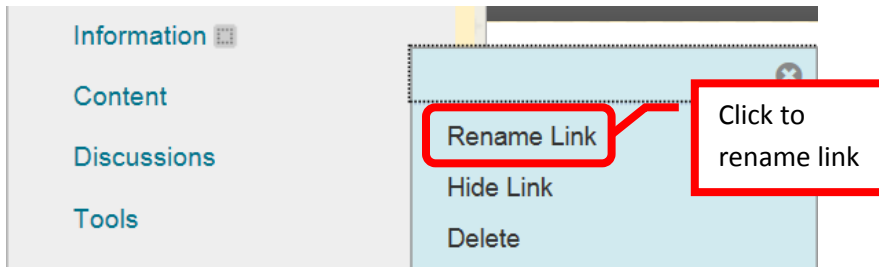 Information
Content
Discussions
Tools
Rename Link
Hide Link
Delete
Click to
rename link